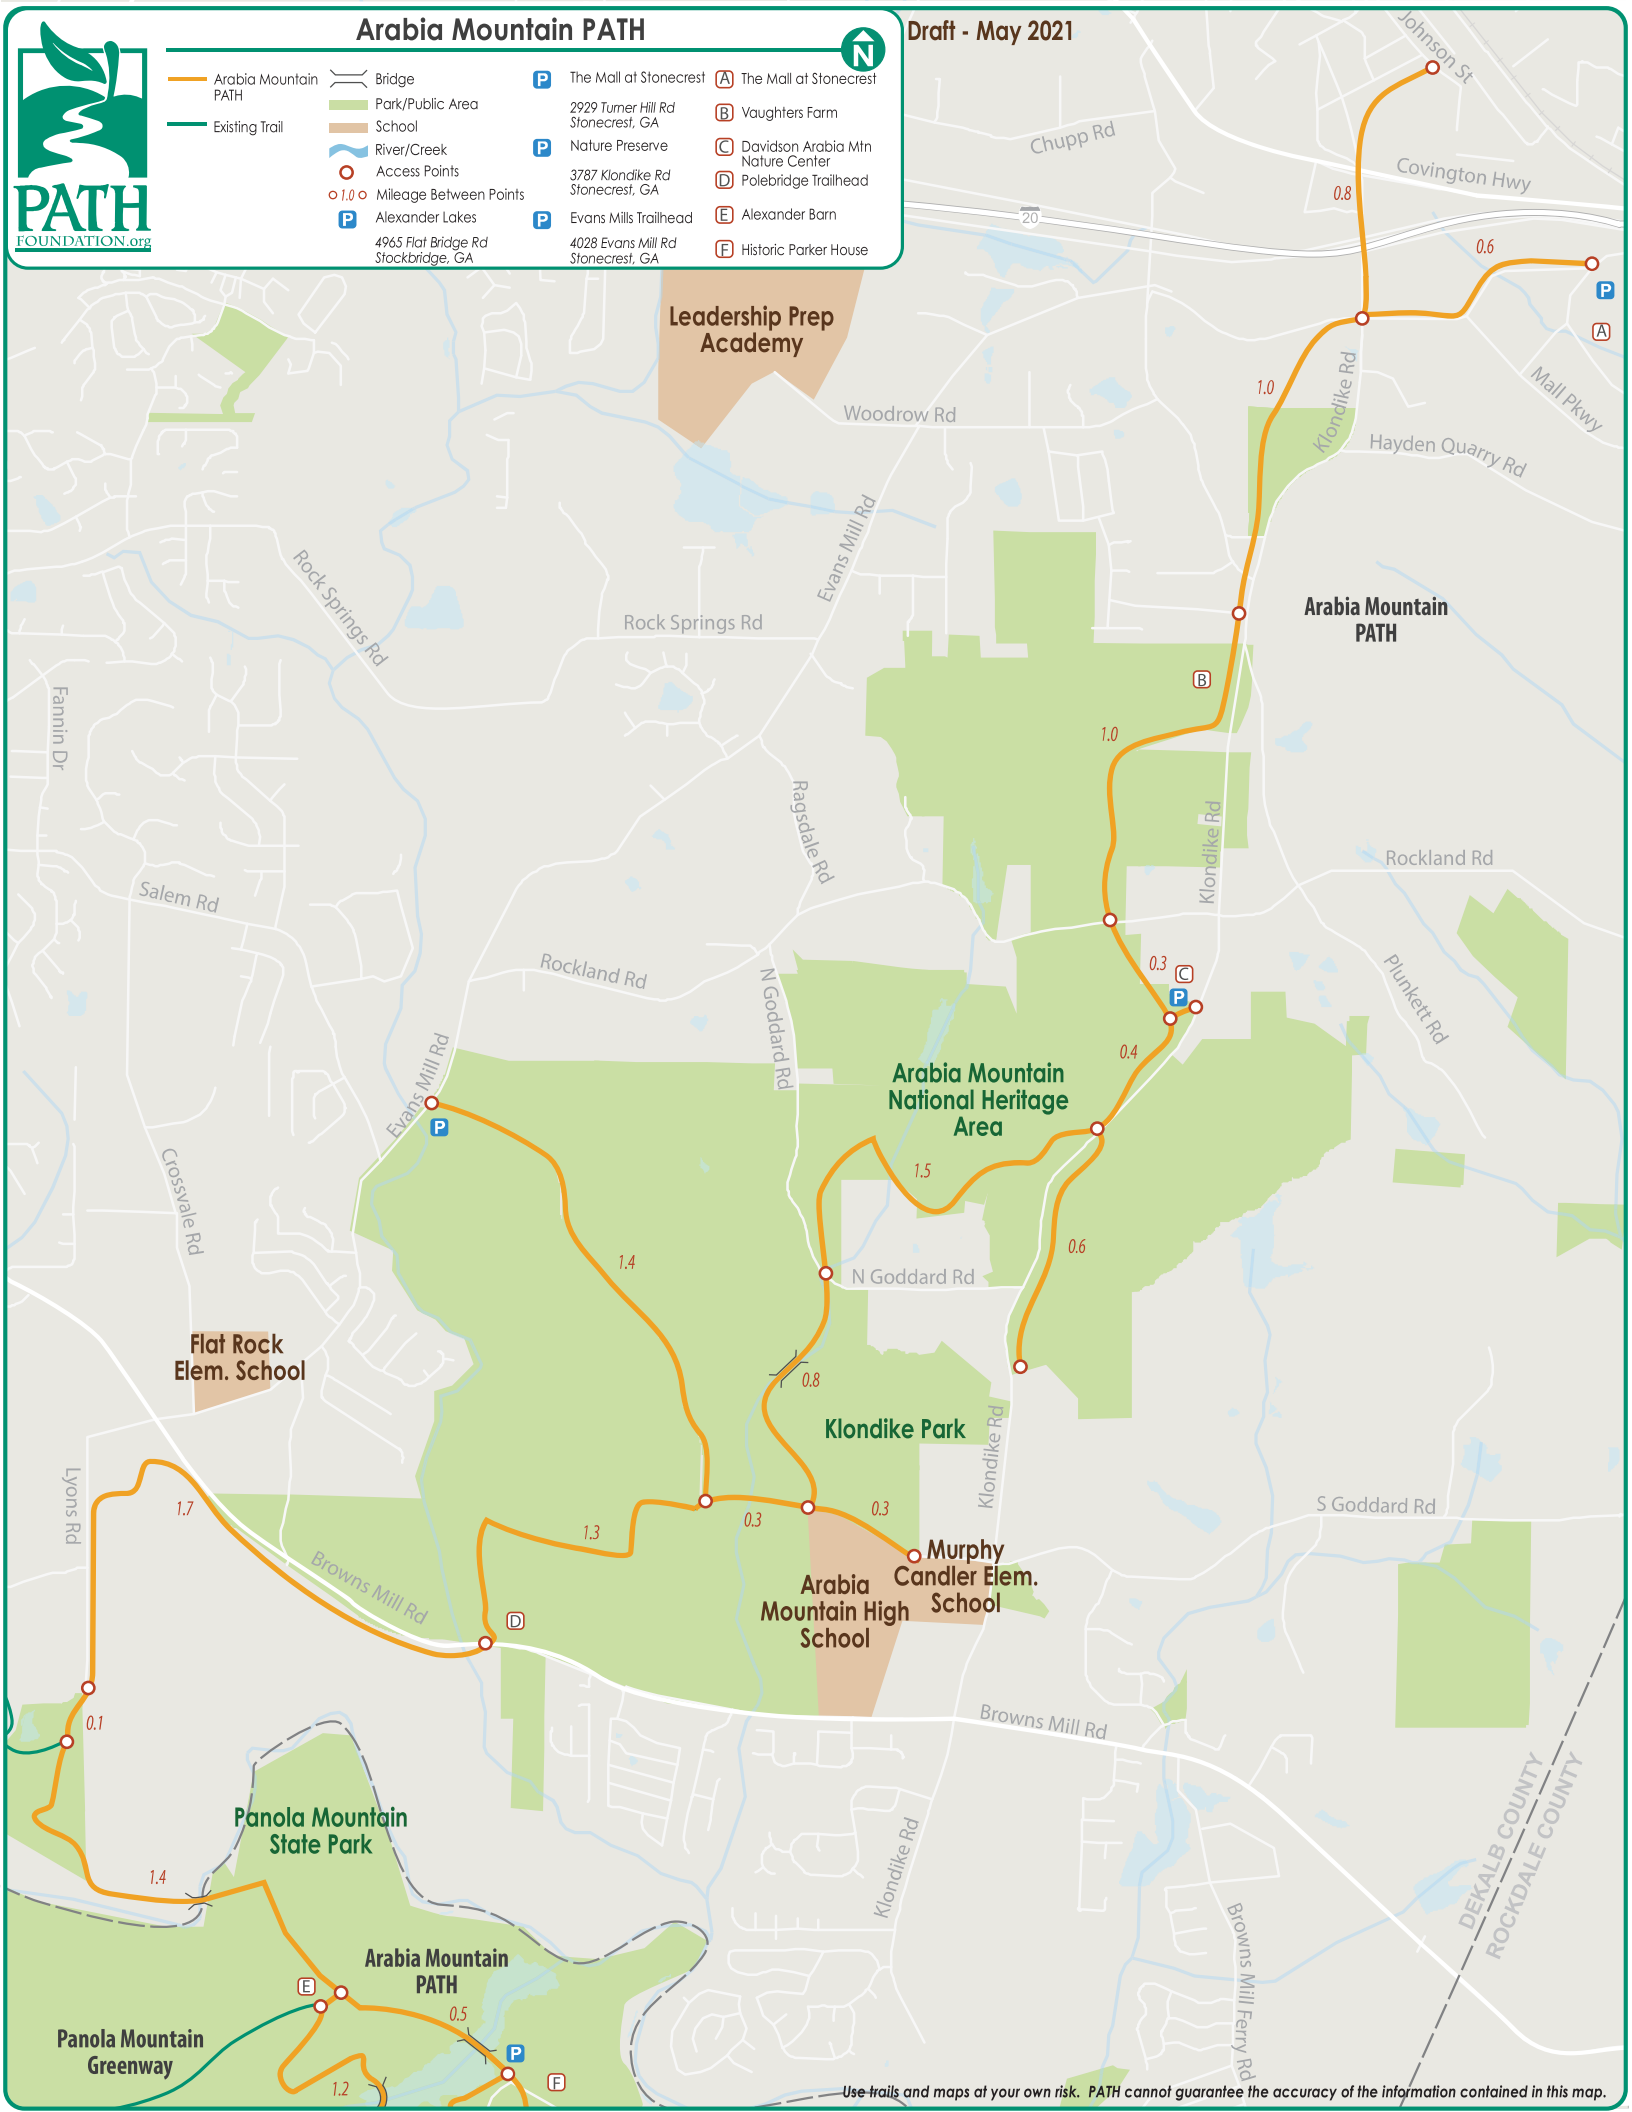 Arabia Mountain PATH
N
Draft - May 2021
PATH
FOUNDATION.org
Arabia Mountain
PATH
Existing Trail
Bridge
Park/Public Area
School
River/Creek
Access Points
1.0 Mileage Between Points
P Alexander Lakes
4965 Flat Bridge Rd
Stockbridge, GA
P The Mall at Stonecrest
2929 Turner Hill Rd
Stonecrest, GA
P Nature Preserve
3787 Klondike Rd
Stonecrest, GA
P Evans Mills Trailhead
4028 Evans Mill Rd
Stonecrest, GA
A The Mall at Stonecrest
B Vaughters Farm
C Davidson Arabia Mtn
Nature Center
D Polebridge Trailhead
E Alexander Barn
F Historic Parker House
Johnson St
Chupp Rd
Covington Hwy
0.8
20
0.6
P
A
Leadership Prep
Academy
1.0
Klondike Rd
Mall Pkwy
Woodrow Rd
Hayden Quarry Rd
Evans Mill Rd
Rock Springs Rd
Rock Springs Rd
Arabia Mountain
PATH
B
Fannin Dr
1.0
Ragsdale Rd
Klondike Rd
Rockland Rd
Salem Rd
Rockland Rd
N Goddard Rd
0.3
C
P
Plunkett Rd
Evans Mill Rd
P
0.4
Arabia Mountain
National Heritage
Area
1.5
Crossvale Rd
1.4
0.6
N Goddard Rd
Flat Rock
Elem. School
0.8
Klondike Park
Klondike Rd
Lyons Rd
1.7
1.3
0.3
0.3
S Goddard Rd
Murphy
Candler Elem.
School
Arabia
Mountain High
School
Browns Mill Rd
D
0.1
Browns Mill Rd
DEKALB COUNTY
ROCKDALE COUNTY
Panola Mountain
State Park
1.4
Klondike Rd
Browns Mill Ferry Rd
Arabia Mountain
PATH
E
0.5
Panola Mountain
Greenway
P
1.2
F
Use trails and maps at your own risk. PATH cannot guarantee the accuracy of the information contained in this map.